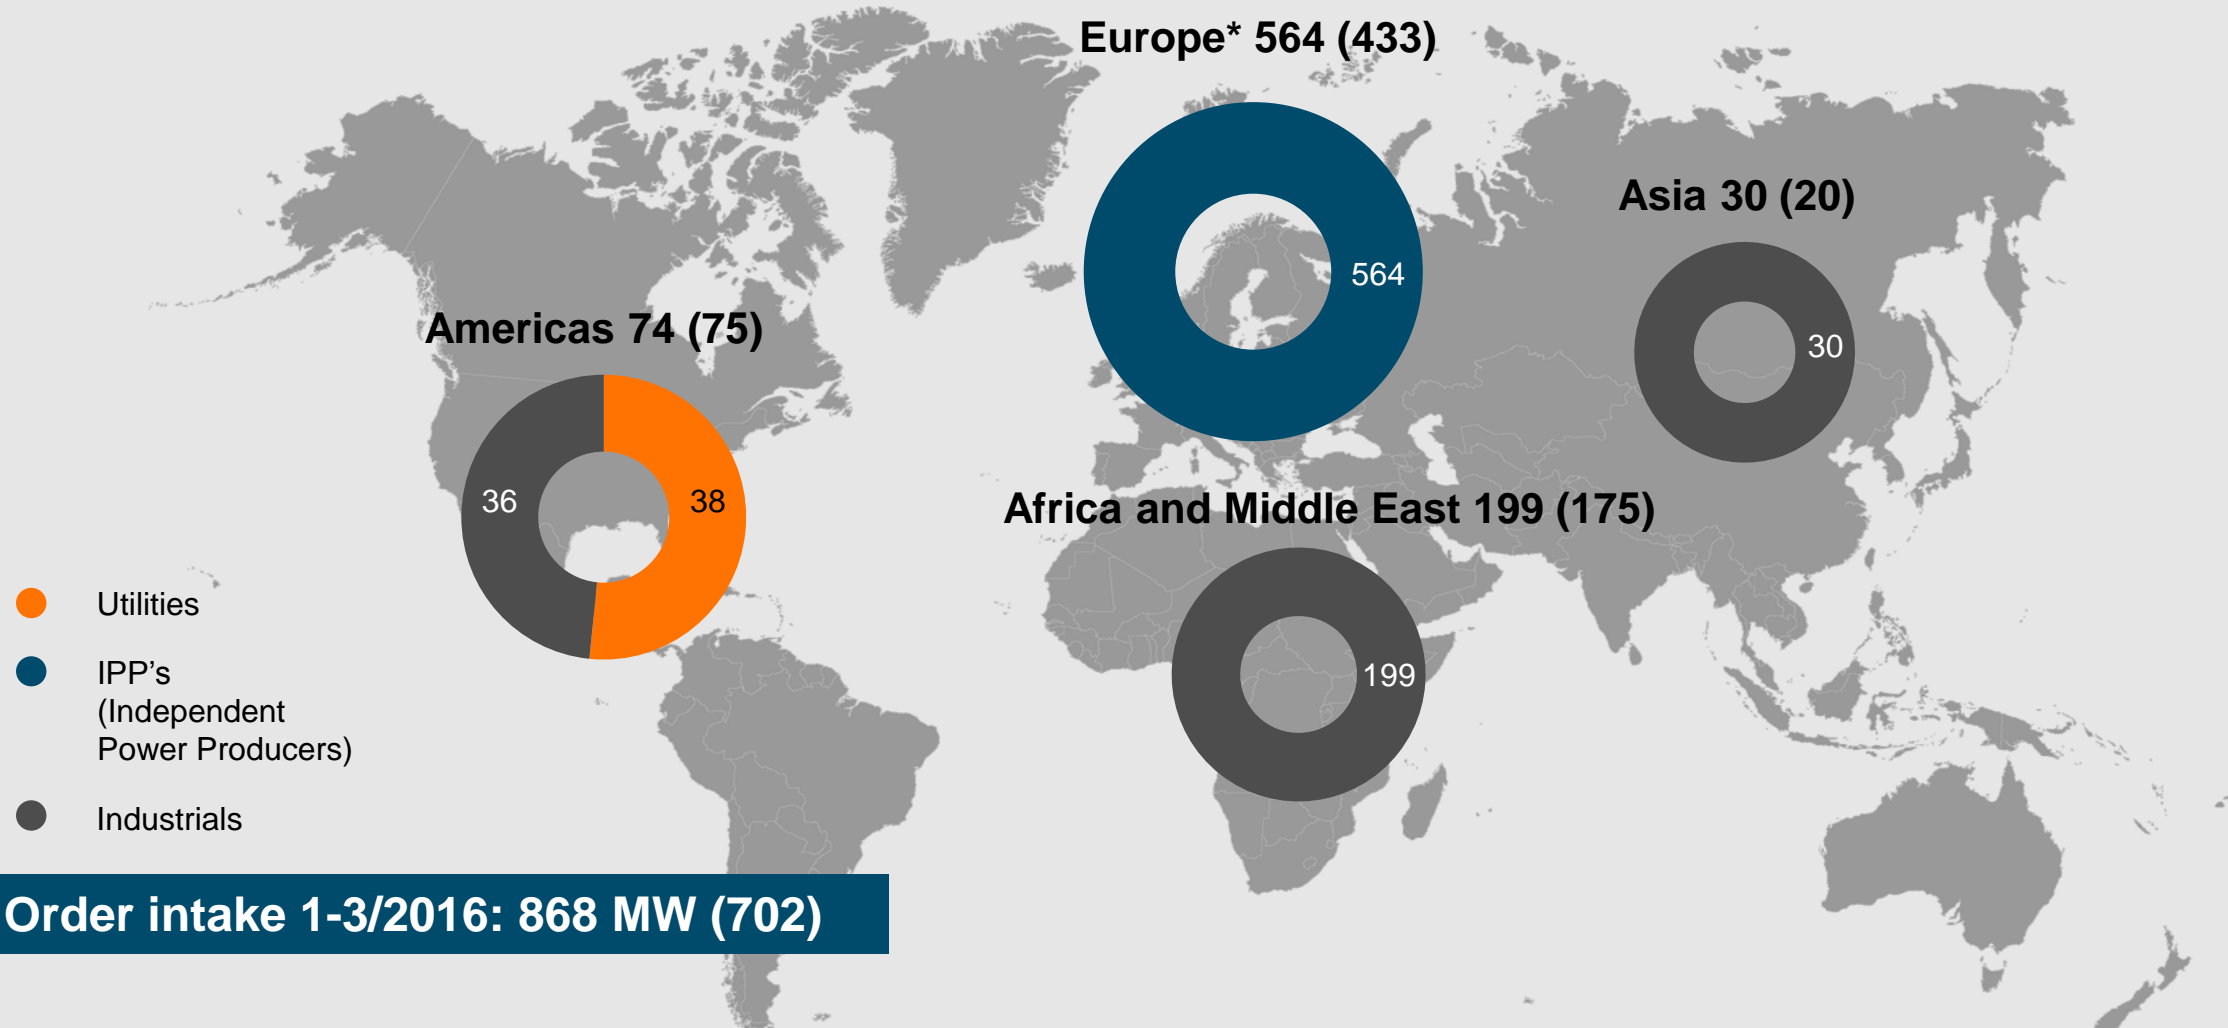 Europe* 564 (433)
564
Asia 30 (20)
30
Americas 74 (75)
36
38
Africa and Middle East 199 (175)
199
Utilities
IPP's
(Independent
Power Producers)
Industrials
Order intake 1-3/2016: 868 MW (702)